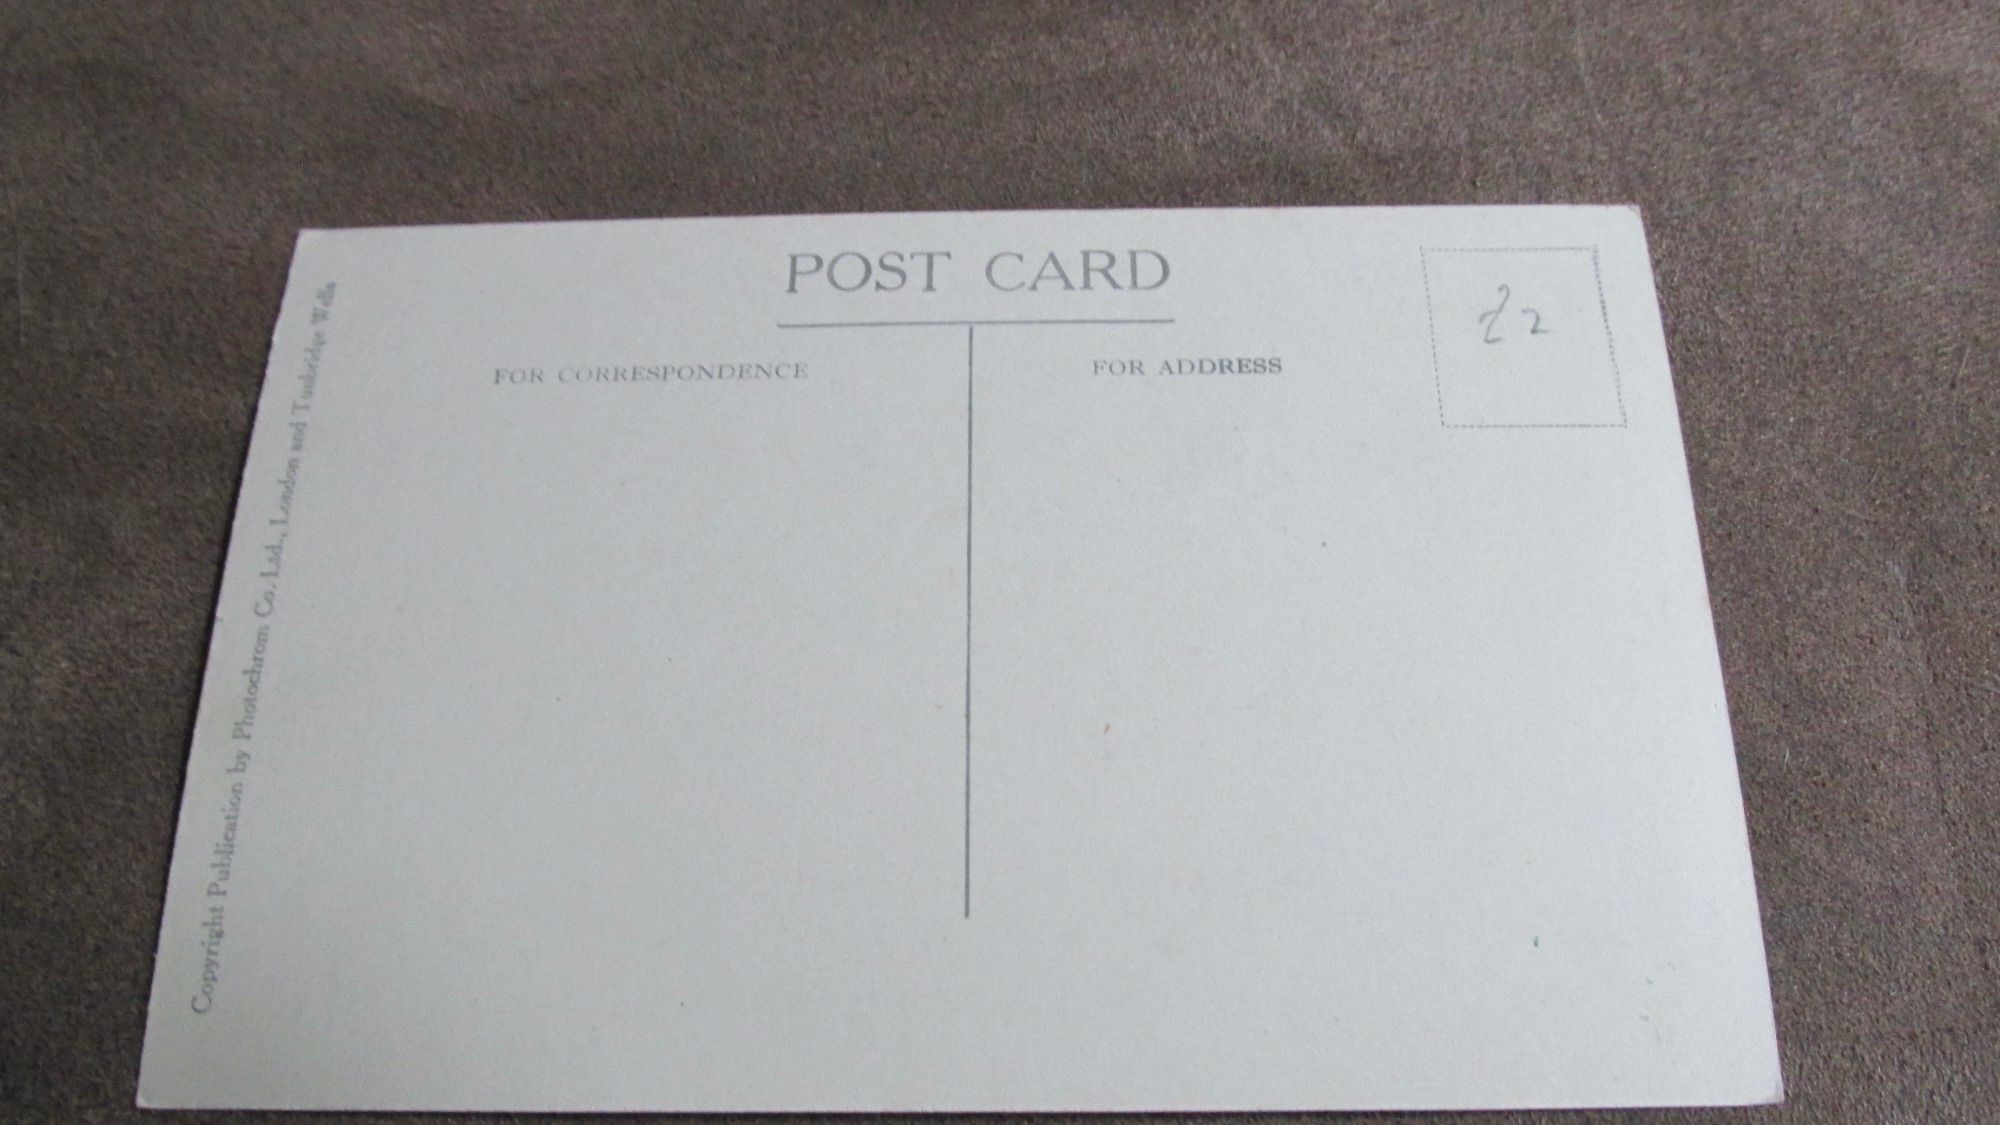 POST CARD
FOR CORRESPONDENCE
FOR ADDRESS
£2
Copyright Publication by Photochrom Co. Ltd., London and Tunbridge Wells